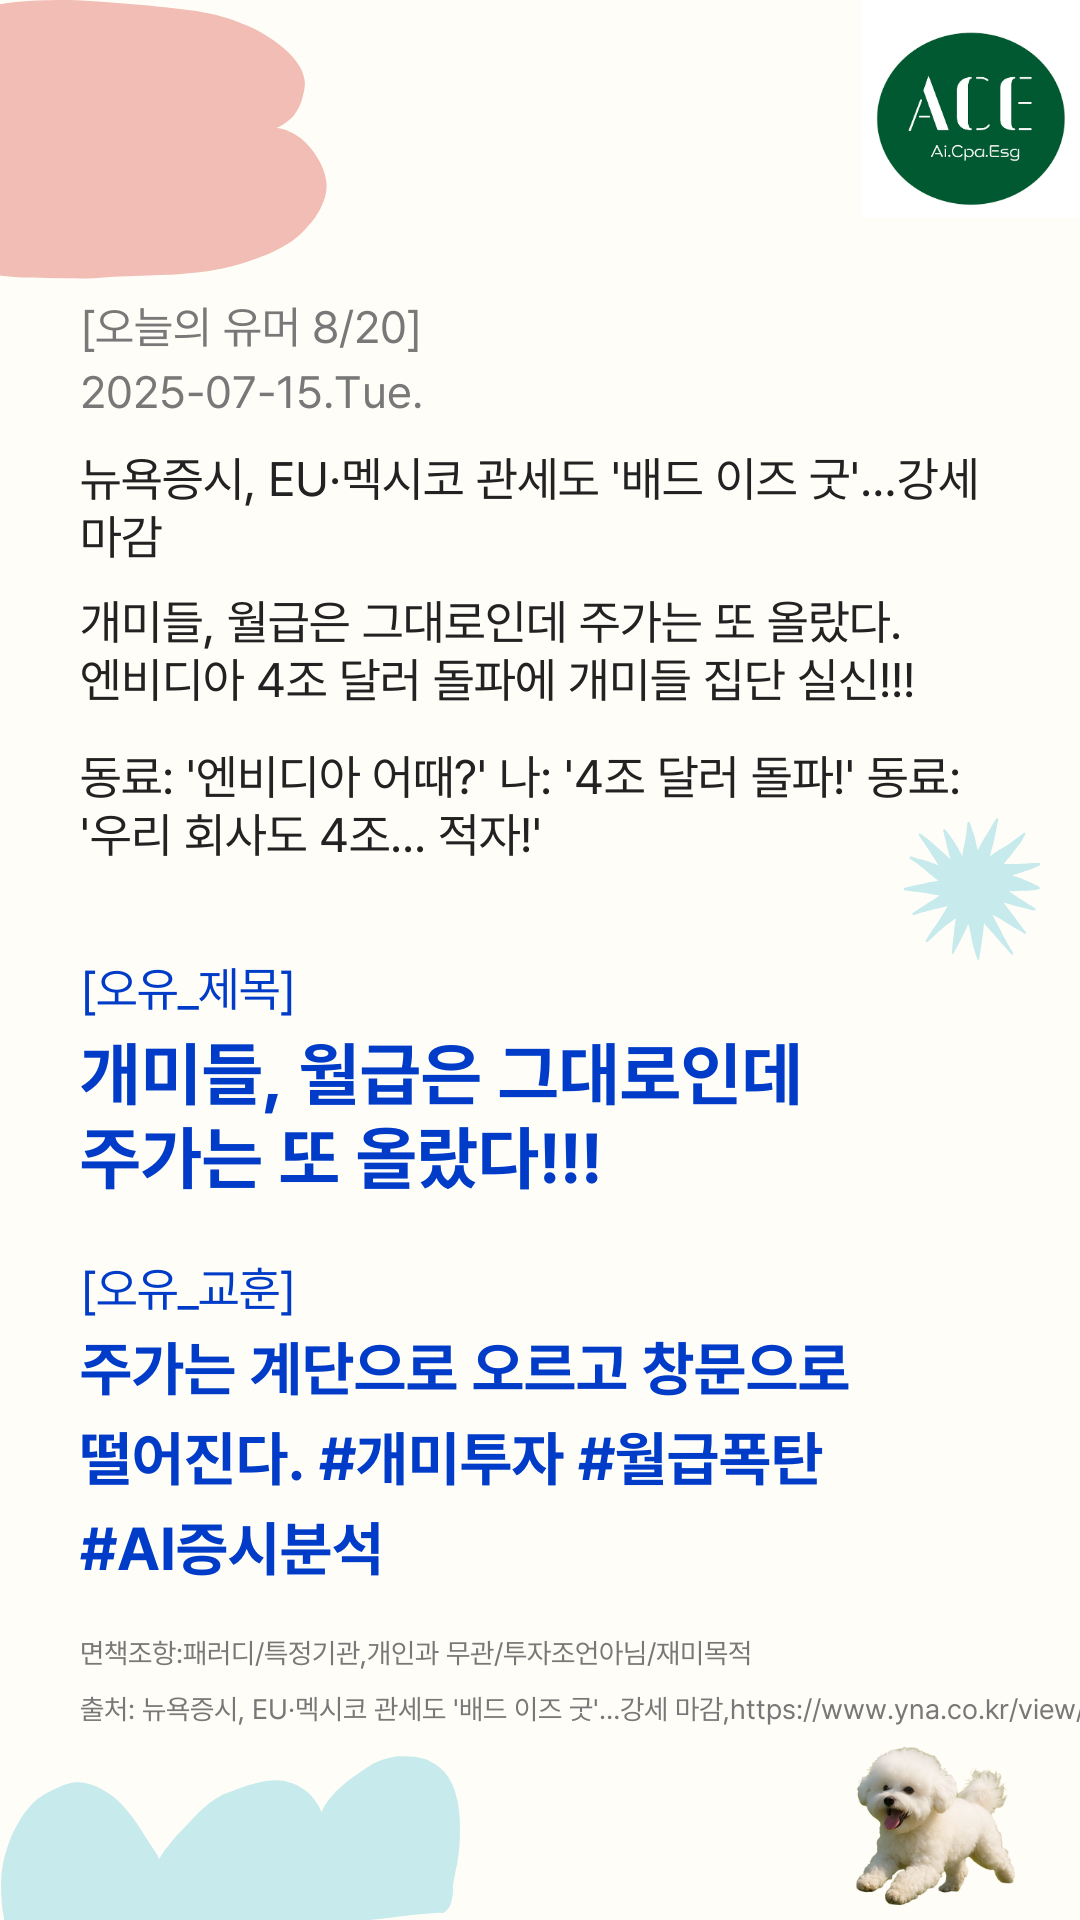 ACE
Ai.Cpa.Esg
[오늘의 유머 8/20]
2025-07-15.Tue.
뉴욕증시, EU·멕시코 관세도 '배드 이즈 굿'…강세
마감
개미들, 월급은 그대로인데 주가는 또 올랐다.
엔비디아 4조 달러 돌파에 개미들 집단 실신!!!
동료: '엔비디아 어때?' 나: '4조 달러 돌파!' 동료:
'우리 회사도 4조... 적자!'
[오유_제목]
개미들, 월급은 그대로인데
주가는 또 올랐다!!!
[오유_교훈]
주가는 계단으로 오르고 창문으로
떨어진다. #개미투자 #월급폭탄
#AI증시분석
면책조항:패러디/특정기관,개인과 무관/투자조언아님/재미목적
출처: 뉴욕증시, EU·멕시코 관세도 '배드 이즈 굿'…강세 마감,https://www.yna.co.kr/view/